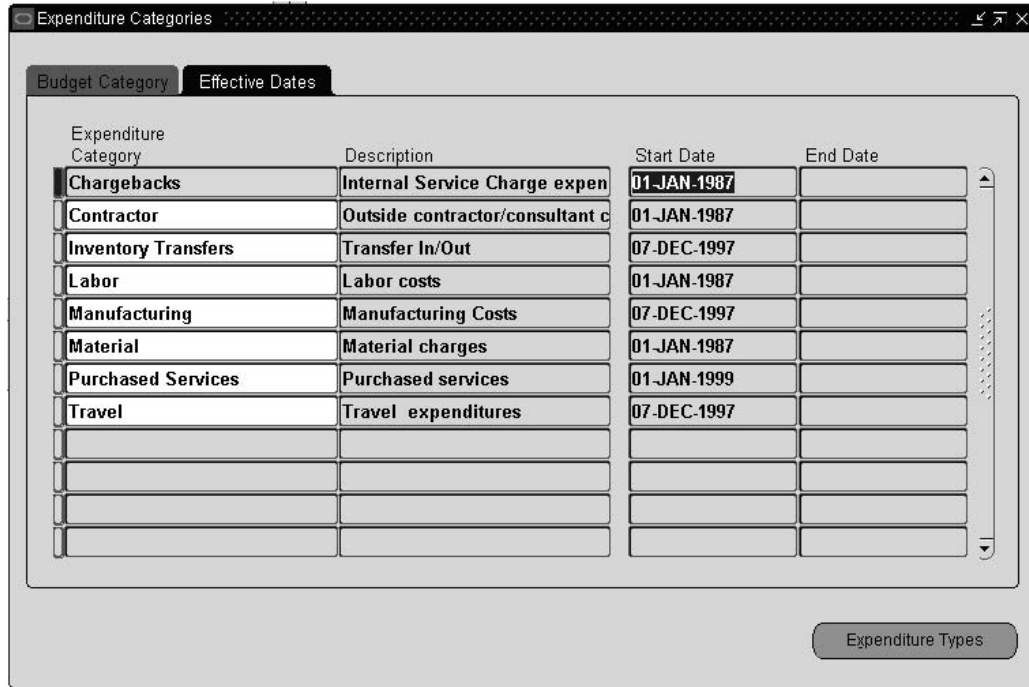 Expenditure Categories
Budget Category Effective Dates
Expenditure
Category Description Start Date End Date
Chargebacks Internal Service Charge expen 01-JAN-1987
Contractor Outside contractor/consultant c 01-JAN-1987
Inventory Transfers Transfer In/Out 07-DEC-1997
Labor Labor costs 01-JAN-1987
Manufacturing Manufacturing Costs 07-DEC-1997
Material Material charges 01-JAN-1987
Purchased Services Purchased services 01-JAN-1999
Travel Travel expenditures 07-DEC-1997
Expenditure Types